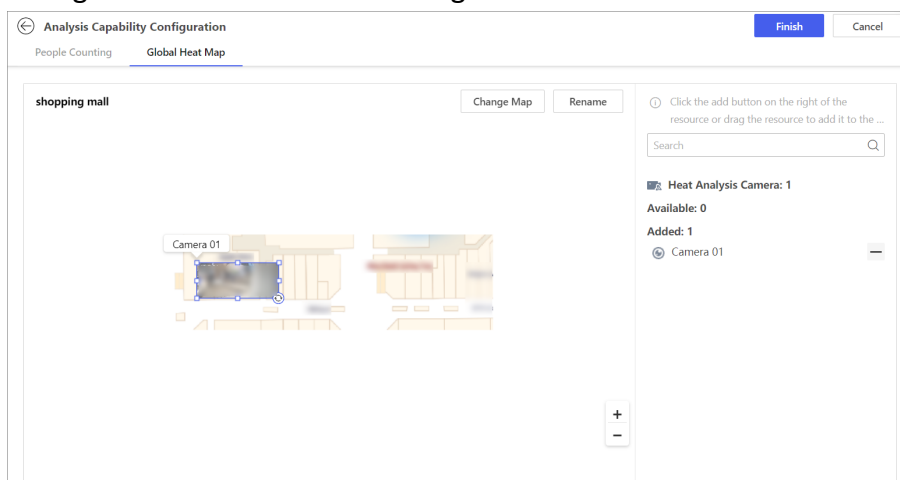 Analysis Capability Configuration
Finish
Cancel
People Counting
Global Heat Map
shopping mall
Change Map
Rename
Click the add button on the right of the
resource or drag the resource to add it to the ...
Search
Heat Analysis Camera: 1
Available: 0
Added: 1
Camera 01
Camera 01
+
−